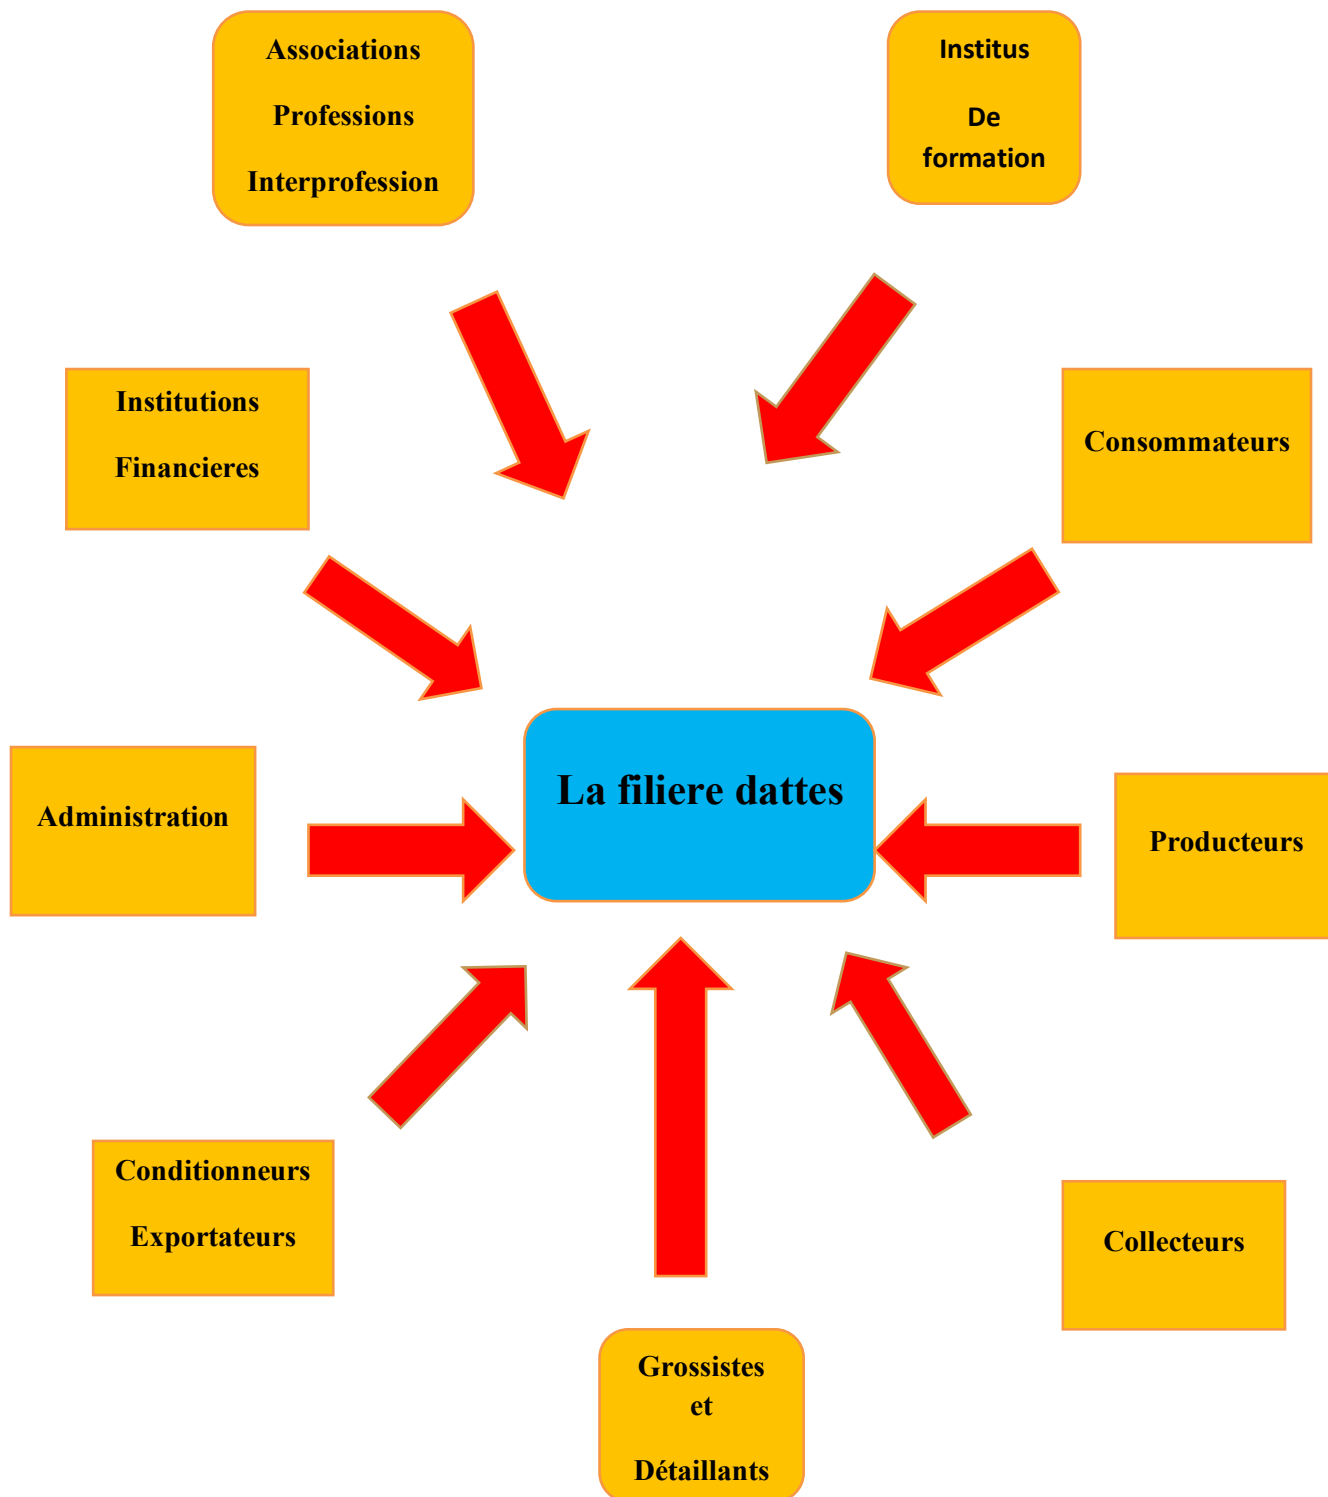 Associations
Professions
Interprofession
Institus
De
formation
Institutions
Financieres
Consommateurs
La filiere dattes
Administration
Producteurs
Conditionneurs
Exportateurs
Collecteurs
Grossistes
et
Détaillants